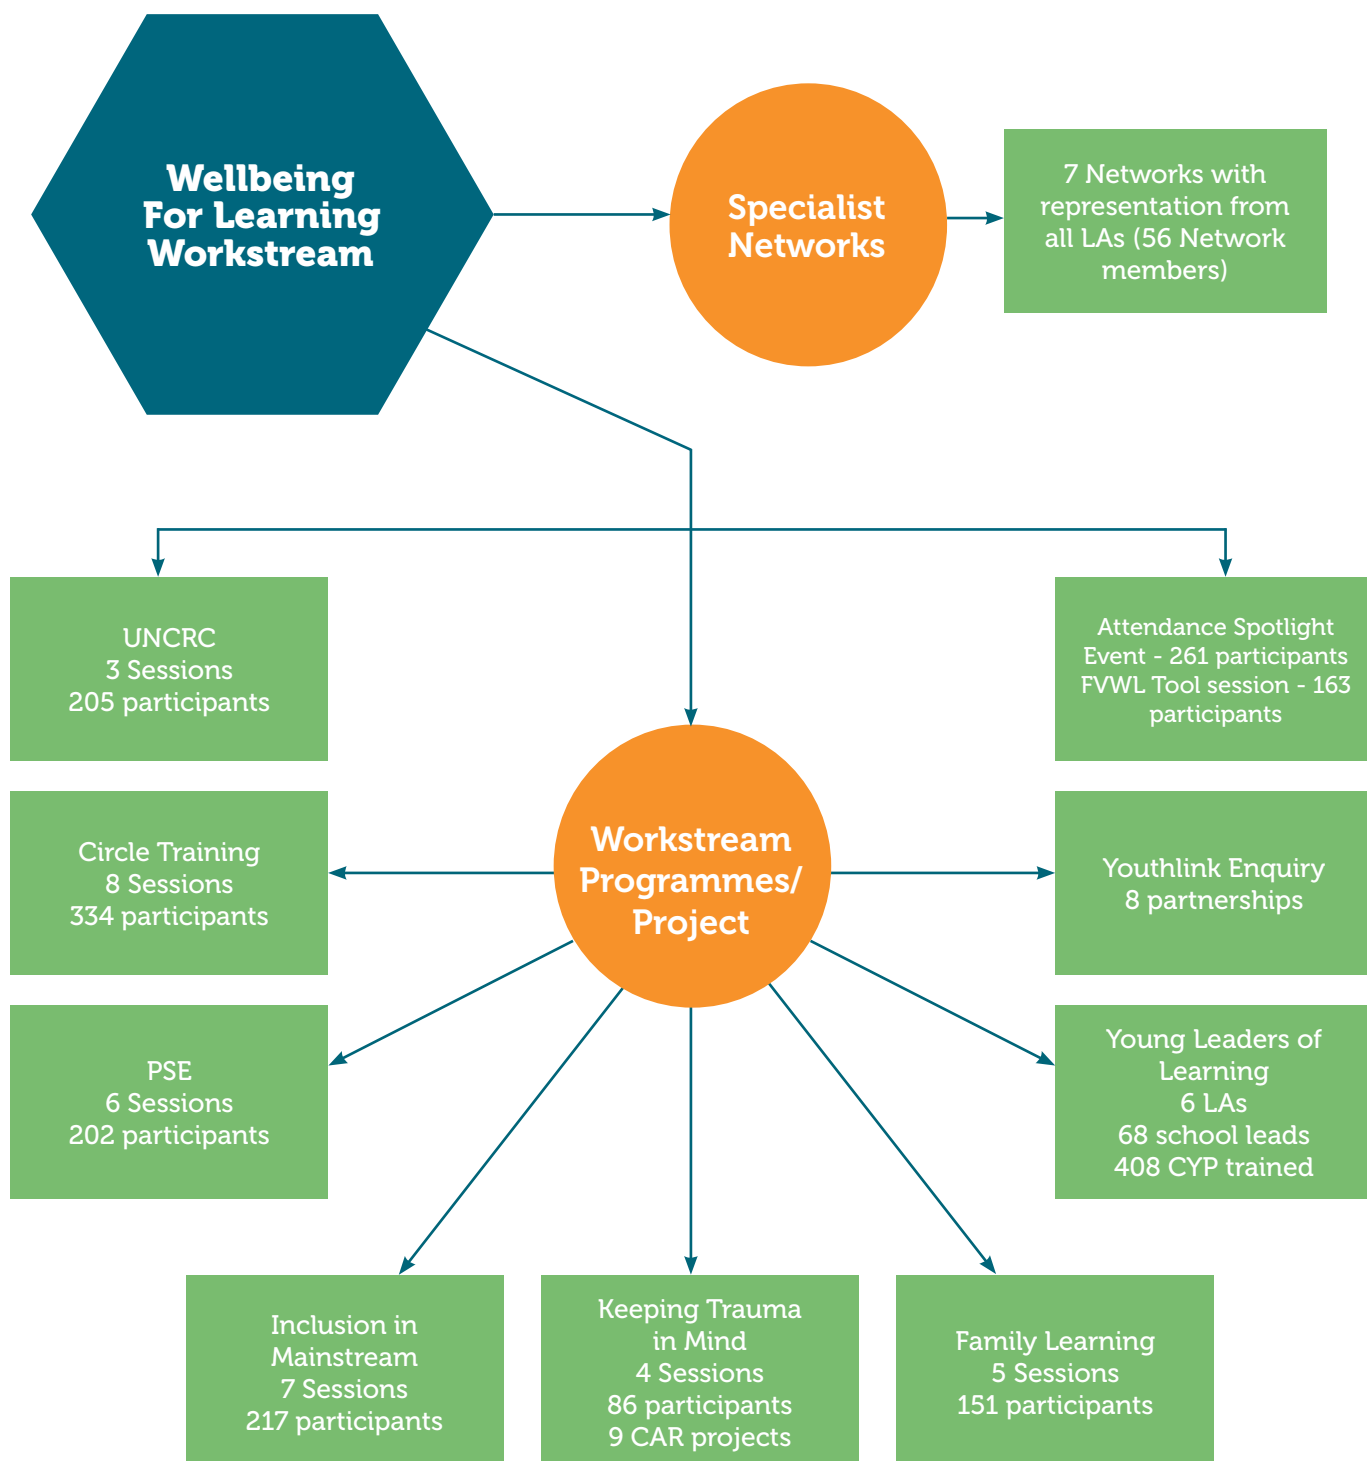 Wellbeing
For Learning
Workstream
Specialist
Networks
7 Networks with
representation from
all LAs (56 Network
members)
UNCRC
3 Sessions
205 participants
Attendance Spotlight
Event - 261 participants
FVWL Tool session - 163
participants
Circle Training
8 Sessions
334 participants
Workstream
Programmes/
Project
Youthlink Enquiry
8 partnerships
PSE
6 Sessions
202 participants
Young Leaders of
Learning
6 LAs
68 school leads
408 CYP trained
Inclusion in
Mainstream
7 Sessions
217 participants
Keeping Trauma
in Mind
4 Sessions
86 participants
9 CAR projects
Family Learning
5 Sessions
151 participants